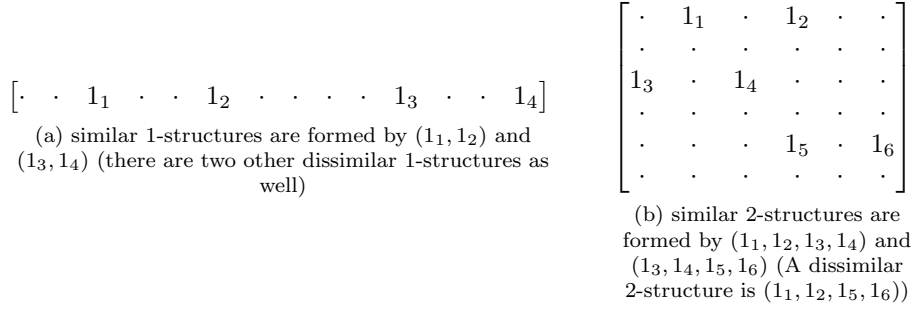 [· · 1₁ · · 1₂ · · · · 1₃ · · 1₄]
(a) similar 1-structures are formed by (1₁, 1₂) and
(1₃, 1₄) (there are two other dissimilar 1-structures as
well)
· 1₁ · 1₂ · ·
· · · · · ·
1₃ · 1₄ · · ·
· · · · · ·
· · · 1₅ · 1₆
· · · · · ·
(b) similar 2-structures are
formed by (1₁, 1₂, 1₃, 1₄) and
(1₃, 1₄, 1₅, 1₆) (A dissimilar
2-structure is (1₁, 1₂, 1₅, 1₆))